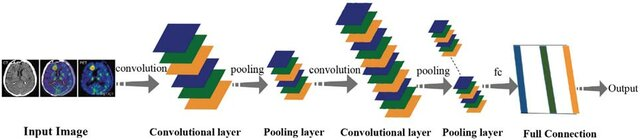 convolution
pooling
convolution
pooling
fc
Output
Input Image
Convolutional layer
Pooling layer
Convolutional layer
Pooling layer
Full Connection